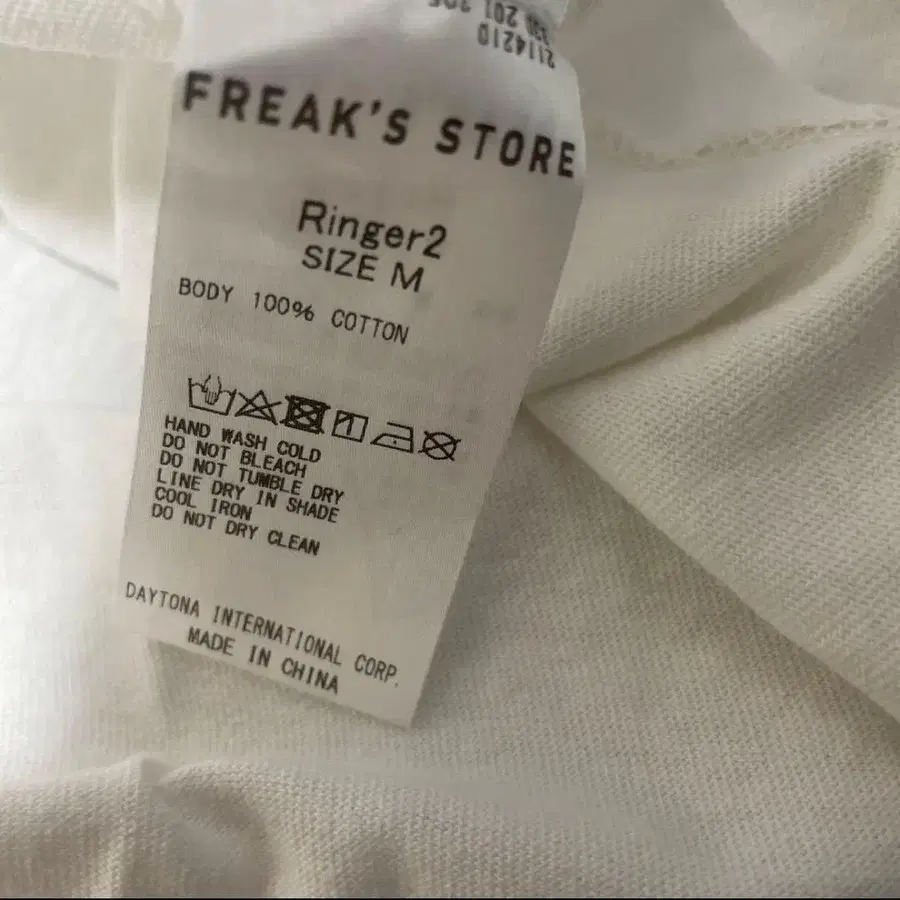 2114210
FREAK'S STORE
Ringer2
SIZE M
BODY 100% COTTON
HAND WASH COLD
DO NOT BLEACH
DO NOT TUMBLE DRY
LINE DRY IN SHADE
COOL IRON
DO NOT DRY CLEAN
DAYTONA INTERNATIONAL CORP.
MADE IN CHINA